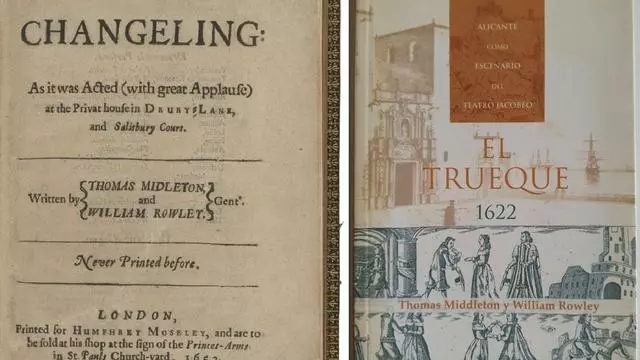 CHANGELING:
As it was Acted (with great Applause)
at the Privat house in DRURY LANE,
and Salisbury Court.
Written by
THOMAS MIDLETON,
and
WILLIAM ROWLEY.
Gent'.
Never Printed before.
LONDON,
Printed for HUMPHREY MOSELEY, and are to
be sold at his shop at the sign of the Princes-Arms
in St. Pauls Church-yard,
ALICANTE
COMO
ESCENARIO
DEL
TEATRO JACOBEO
EL
TRUEQUE
1622
Thomas Middleton y William Rowley